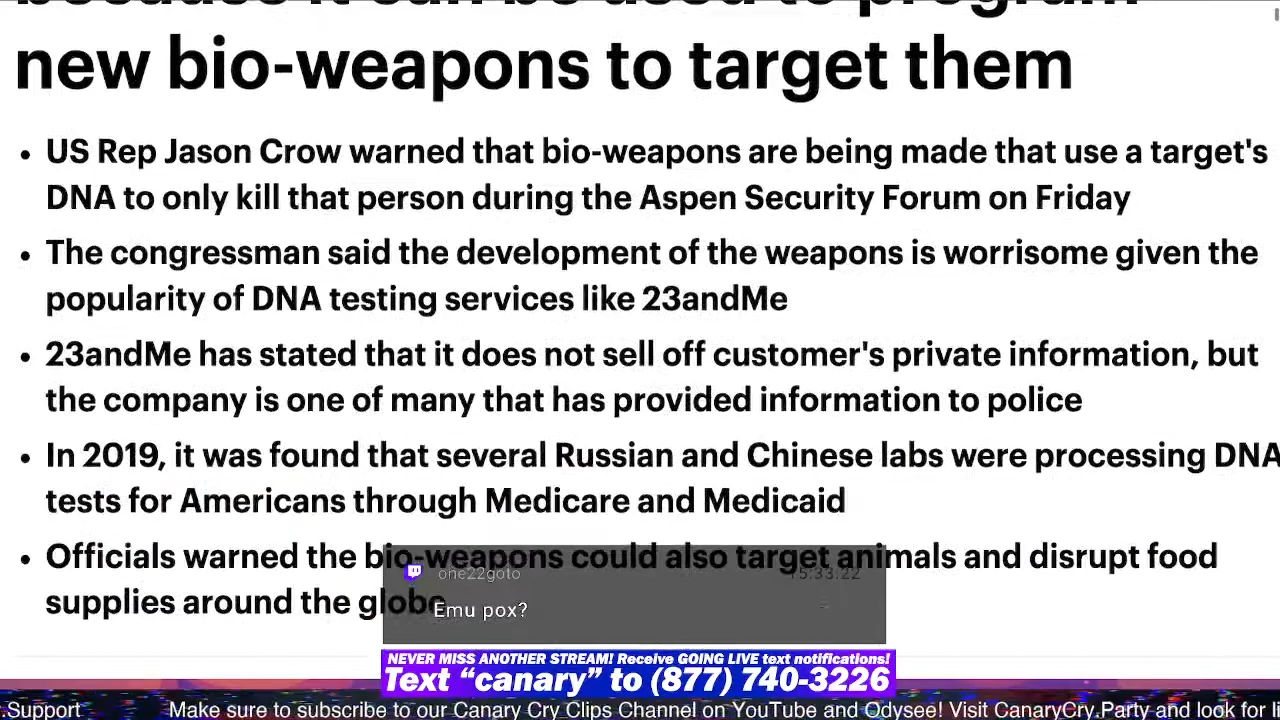 because it can be used to program
new bio-weapons to target them
• US Rep Jason Crow warned that bio-weapons are being made that use a target's
DNA to only kill that person during the Aspen Security Forum on Friday
• The congressman said the development of the weapons is worrisome given the
popularity of DNA testing services like 23andMe
• 23andMe has stated that it does not sell off customer's private information, but
the company is one of many that has provided information to police
• In 2019, it was found that several Russian and Chinese labs were processing DNA
tests for Americans through Medicare and Medicaid
• Officials warned the bio-weapons could also target animals and disrupt food
supplies around the globe
one22goto 15:33:22
Emu pox?
NEVER MISS ANOTHER STREAM! Receive GOING LIVE text notifications!
Text “canary” to (877) 740-3226
.Support Make sure to subscribe to our Canary Cry Clips Channel on YouTube and Odysee! Visit CanaryCry.Party and look for